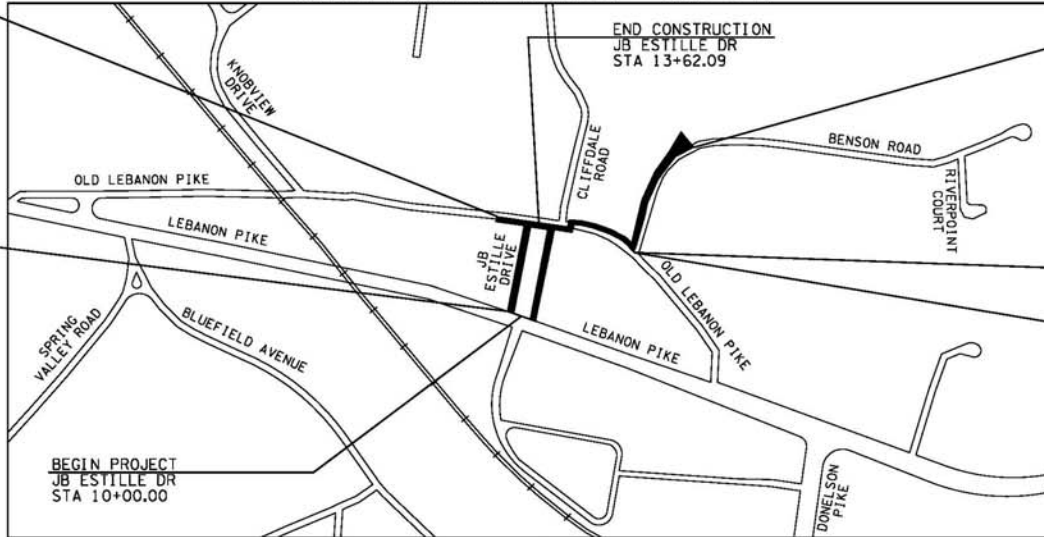 END CONSTRUCTION
JB ESTILLE DR
STA 13+62.09
KNOBVIEW
DRIVE
CLIFFDALE
ROAD
BENSON ROAD
RIVERPOINT
COURT
OLD LEBANON PIKE
LEBANON PIKE
JB
ESTILLE
DRIVE
OLD LEBANON PIKE
SPRING
VALLEY ROAD
BLUEFIELD AVENUE
LEBANON PIKE
BEGIN PROJECT
JB ESTILLE DR
STA 10+00.00
DONELSON
PIKE